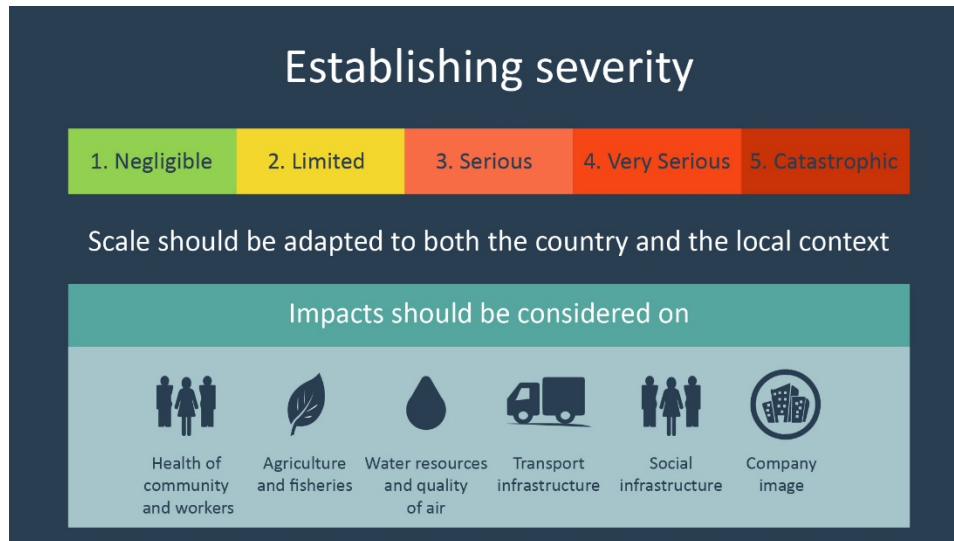 Establishing severity
1. Negligible
2. Limited
3. Serious
4. Very Serious
5. Catastrophic
Scale should be adapted to both the country and the local context
Impacts should be considered on
Health of
community
and workers
Agriculture
and fisheries
Water resources
and quality
of air
Transport
infrastructure
Social
infrastructure
Company
image